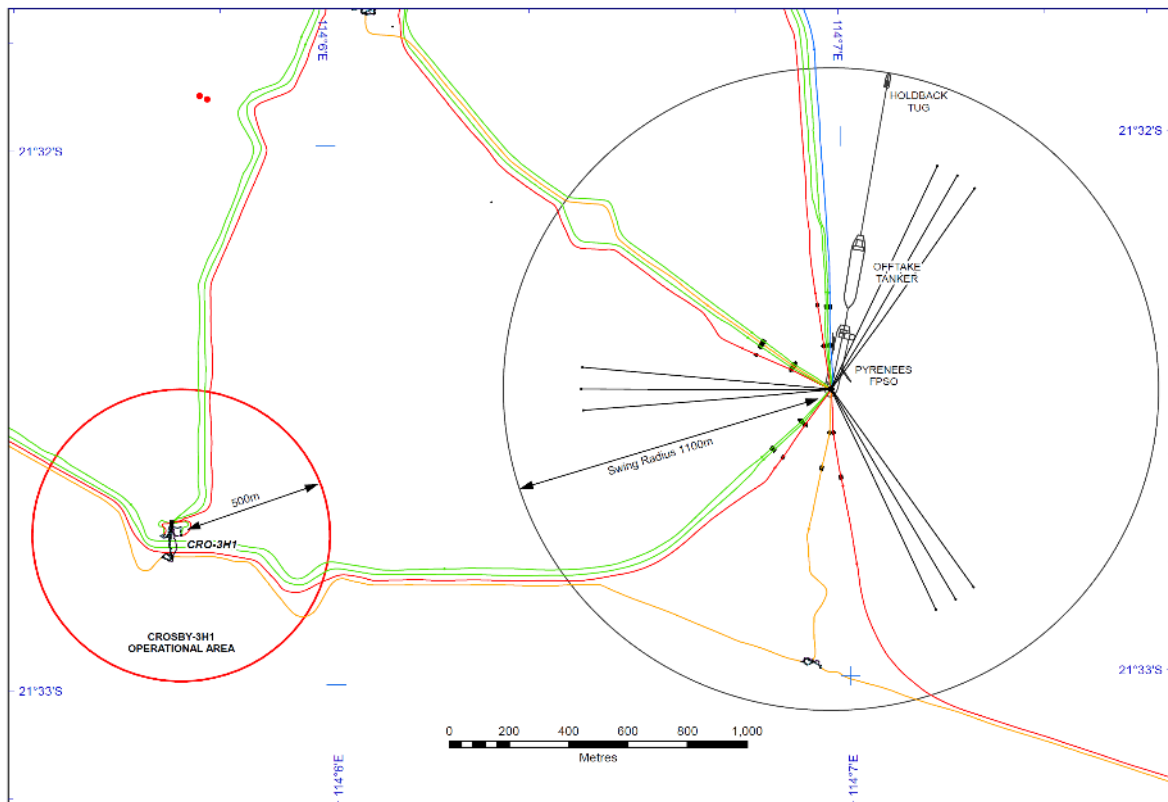 114°6'E
114°7'E
HOLDBACK
TUG
21°32'S
21°32'S
OFFTAKE
TANKER
PYRENEES
FPSO
Swing Radius 1100m
500m
CRO-3H1
CROSBY-3H1
OPERATIONAL AREA
21°33'S
21°33'S
0 200 400 600 800 1,000
Metres
114°6'E
114°7'E